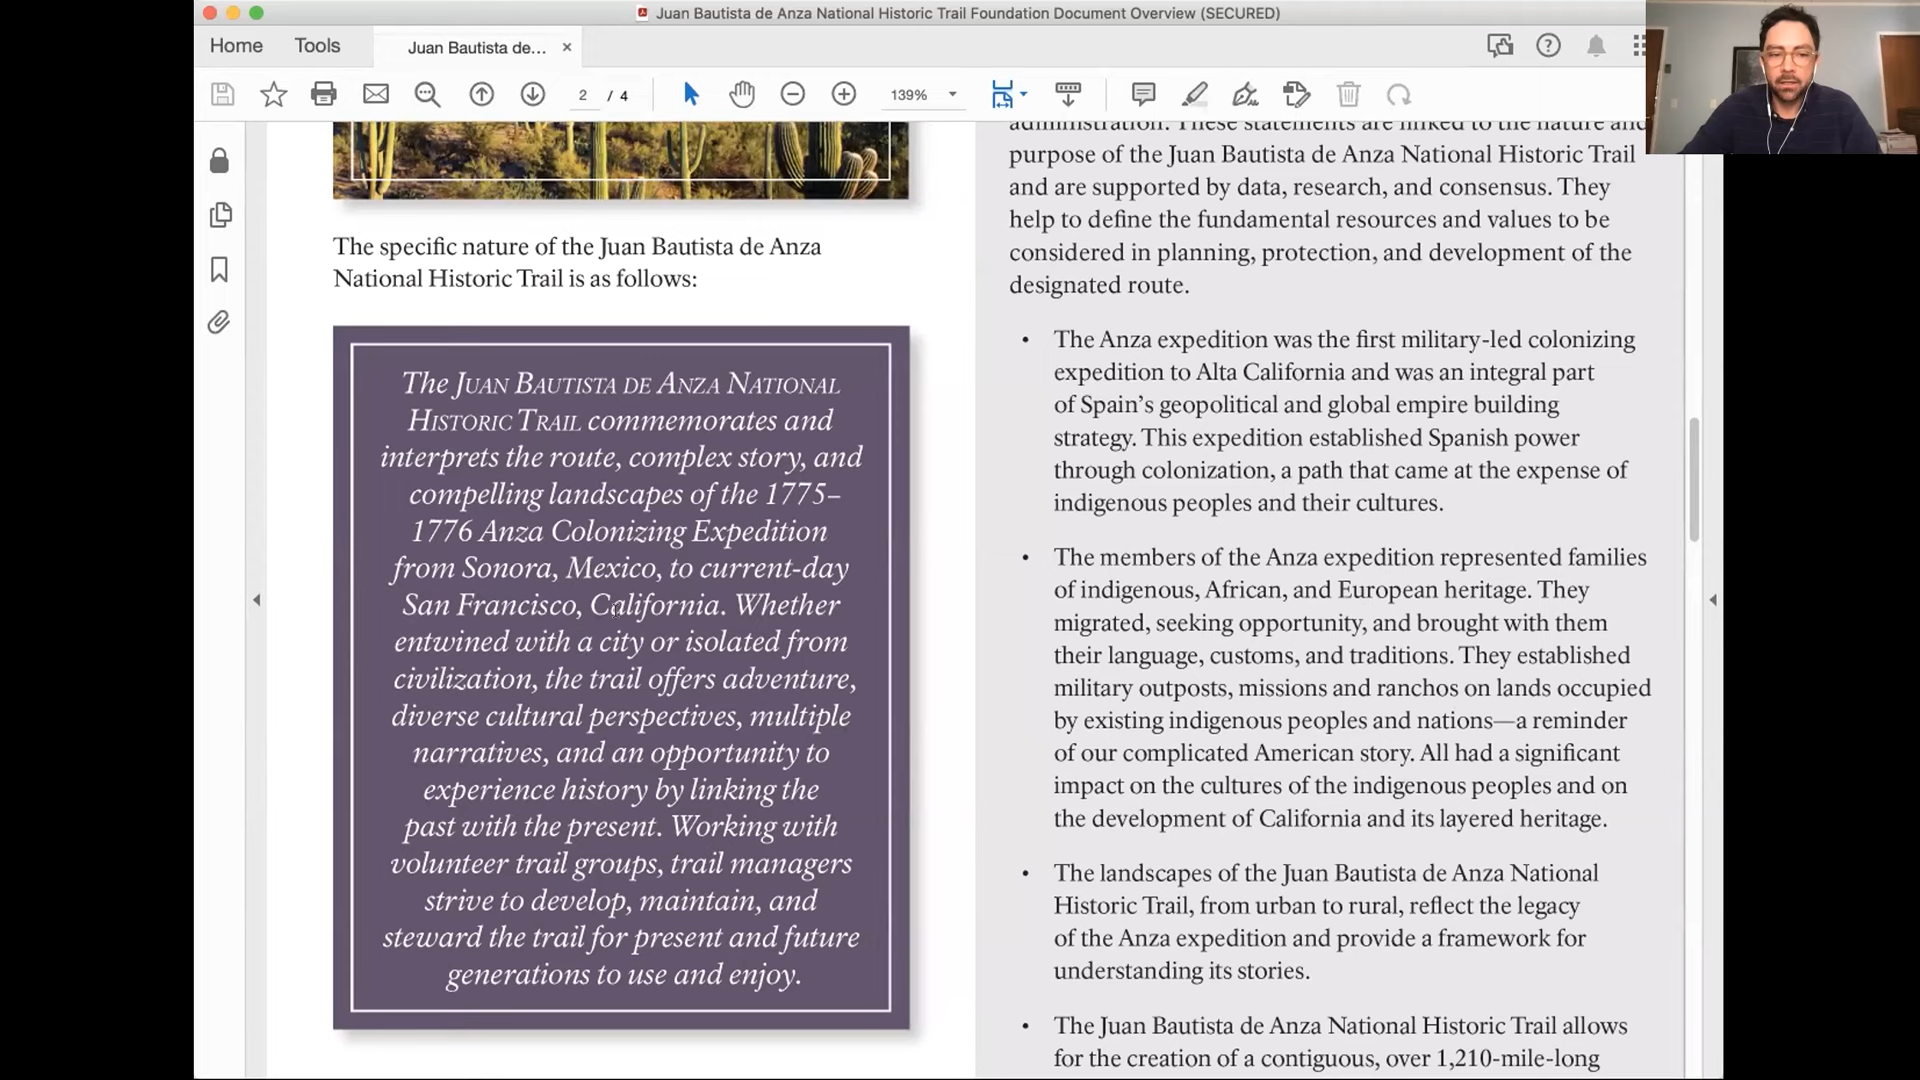 Juan Bautista de Anza National Historic Trail Foundation Document Overview (SECURED)
Home
Tools
Juan Bautista de...
2 / 4
139%
The specific nature of the Juan Bautista de Anza
National Historic Trail is as follows:
The JUAN BAUTISTA DE ANZA NATIONAL
HISTORIC TRAIL commemorates and
interprets the route, complex story, and
compelling landscapes of the 1775–
1776 Anza Colonizing Expedition
from Sonora, Mexico, to current-day
San Francisco, California. Whether
entwined with a city or isolated from
civilization, the trail offers adventure,
diverse cultural perspectives, multiple
narratives, and an opportunity to
experience history by linking the
past with the present. Working with
volunteer trail groups, trail managers
strive to develop, maintain, and
steward the trail for present and future
generations to use and enjoy.
administration. These statements are linked to the nature and
purpose of the Juan Bautista de Anza National Historic Trail
and are supported by data, research, and consensus. They
help to define the fundamental resources and values to be
considered in planning, protection, and development of the
designated route.
• The Anza expedition was the first military-led colonizing
expedition to Alta California and was an integral part
of Spain's geopolitical and global empire building
strategy. This expedition established Spanish power
through colonization, a path that came at the expense of
indigenous peoples and their cultures.
• The members of the Anza expedition represented families
of indigenous, African, and European heritage. They
migrated, seeking opportunity, and brought with them
their language, customs, and traditions. They established
military outposts, missions and ranchos on lands occupied
by existing indigenous peoples and nations—a reminder
of our complicated American story. All had a significant
impact on the cultures of the indigenous peoples and on
the development of California and its layered heritage.
• The landscapes of the Juan Bautista de Anza National
Historic Trail, from urban to rural, reflect the legacy
of the Anza expedition and provide a framework for
understanding its stories.
• The Juan Bautista de Anza National Historic Trail allows
for the creation of a contiguous, over 1,210-mile-long